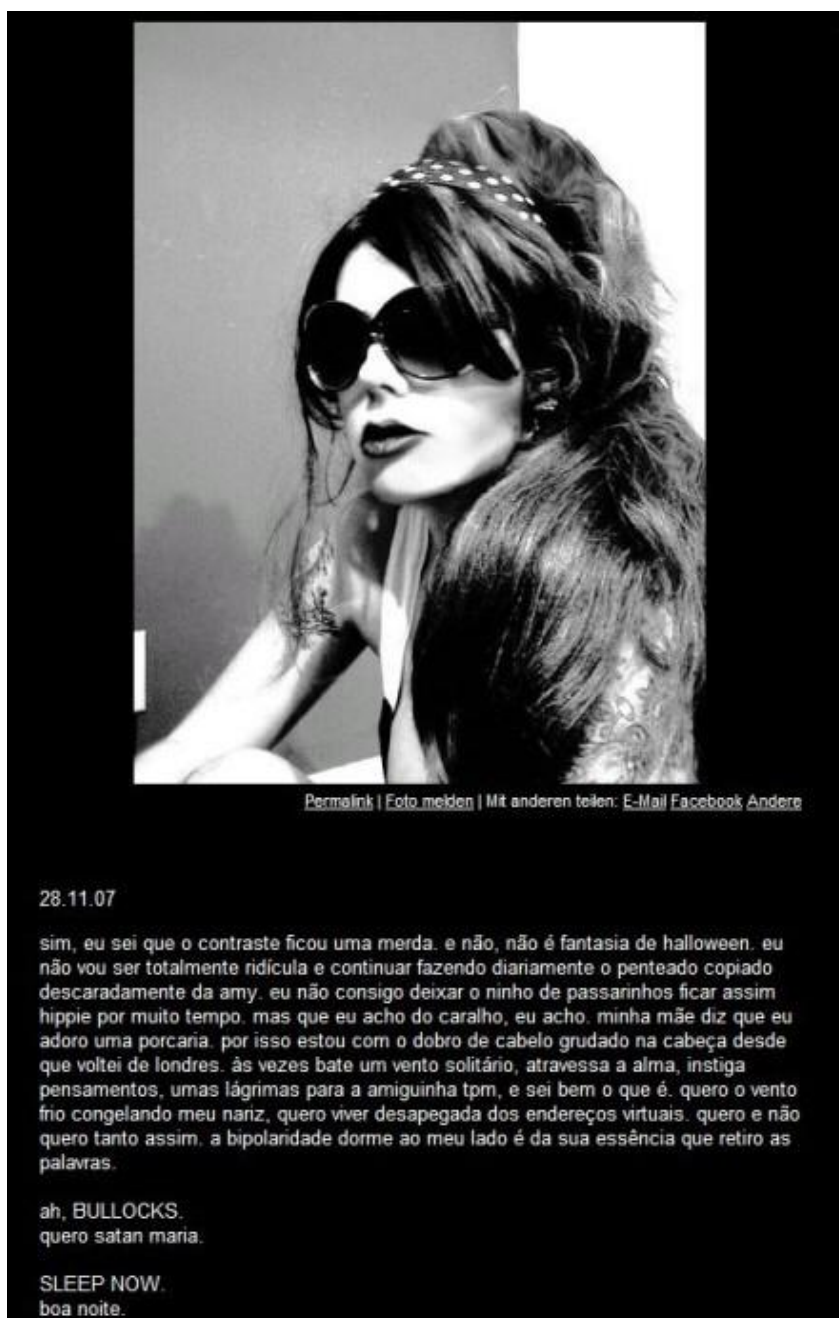 Permalink | Foto melden | Mit anderen teilen: E-Mail Facebook Andere
28.11.07
sim, eu sei que o contraste ficou uma merda. e não, não é fantasia de halloween. eu
não vou ser totalmente ridícula e continuar fazendo diariamente o penteado copiado
descaradamente da amy. eu não consigo deixar o ninho de passarinhos ficar assim
hippie por muito tempo. mas que eu acho do caralho, eu acho. minha mãe diz que eu
adoro uma porcaria. por isso estou com o dobro de cabelo grudado na cabeça desde
que voltei de londres. às vezes bate um vento solitário, atravessa a alma, instiga
pensamentos, umas lágrimas para a amiguinha tpm, e sei bem o que é. quero o vento
frio congelando meu nariz, quero viver desapegada dos endereços virtuais. quero e não
quero tanto assim. a bipolaridade dorme ao meu lado é da sua essência que retiro as
palavras.
ah, BULLOCKS.
quero satan maria.
SLEEP NOW.
boa noite.